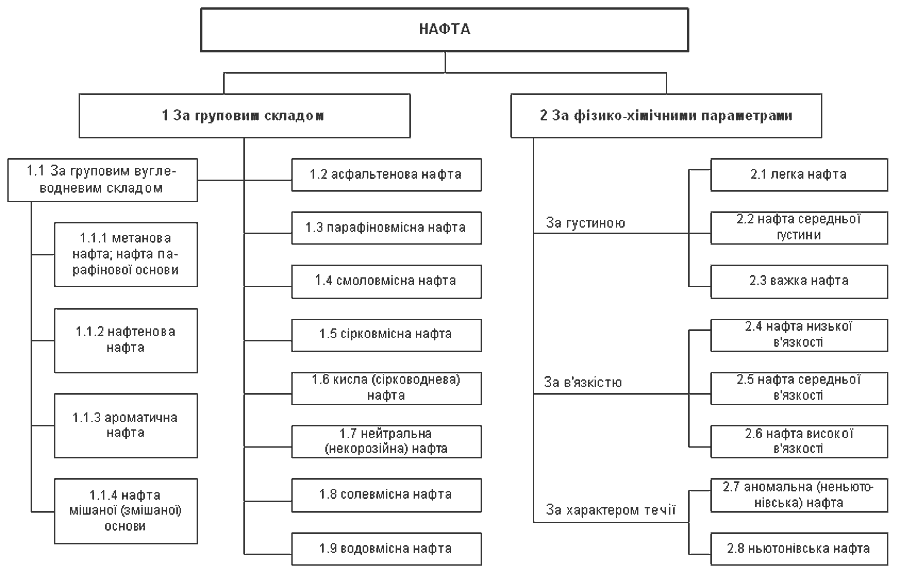 НАФТА
1 За груповим складом
1.1 За груповим вугле-
водневим складом
1.1.1 метанова
нафта; нафта па-
рафінової основи
1.1.2 нафтенова
нафта
1.1.3 ароматична
нафта
1.1.4 нафта
мішаної (змішаної)
основи
1.2 асфальтенова нафта
1.3 парафіновмісна нафта
1.4 смоловмісна нафта
1.5 сірковмісна нафта
1.6 кисла (сірководнева)
нафта
1.7 нейтральна
(некорозійна) нафта
1.8 солевмісна нафта
1.9 водовмісна нафта
2 За фізико-хімічними параметрами
За густиною
2.1 легка нафта
2.2 нафта середньої
густини
2.3 важка нафта
За в'язкістю
2.4 нафта низької
в'язкості
2.5 нафта середньої
в'язкості
2.6 нафта високої
в'язкості
За характером течії
2.7 аномальна (неньюто-
нівська) нафта
2.8 ньютонівська нафта